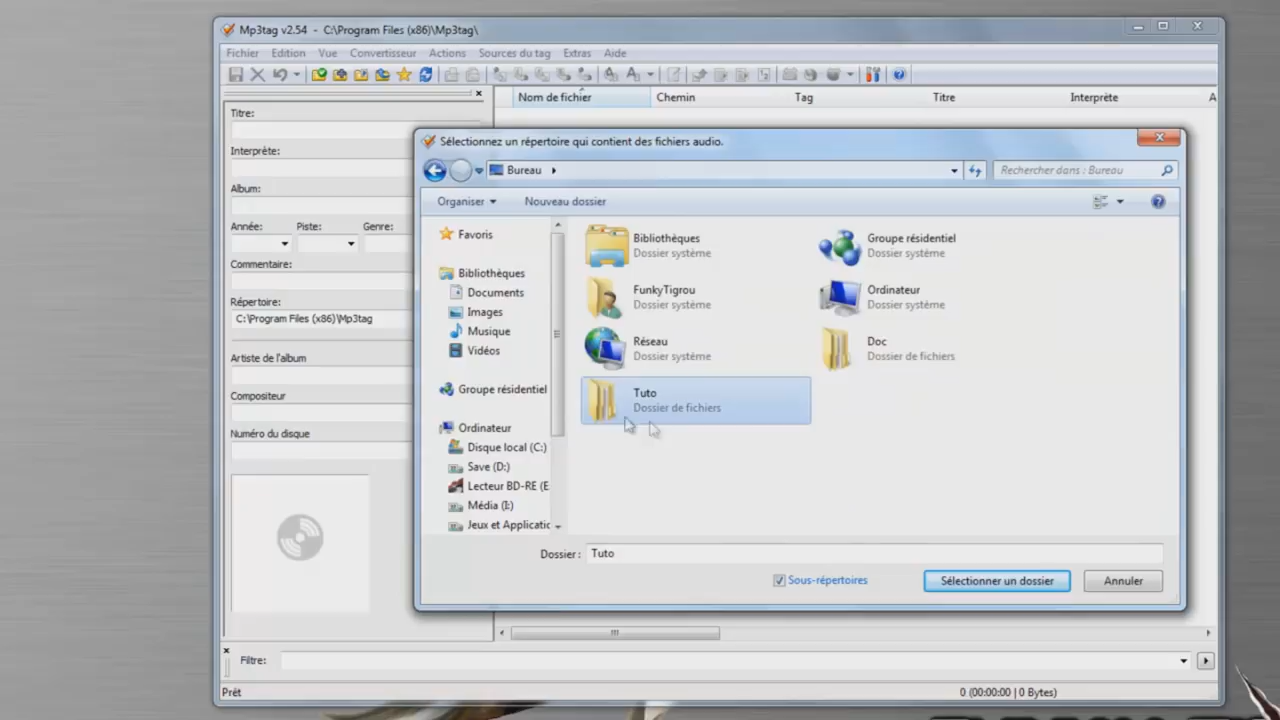 Mp3tag v2.54 - C:\Program Files (x86)\Mp3tag\
Fichier Edition Vue Convertisseur Actions Sources du tag Extras Aide
Nom de fichier Chemin Tag Titre Interprète A
Titre:
Interprète:
Album:
Année: Piste: Genre:
Commentaire:
Répertoire:
C:\Program Files (x86)\Mp3tag
Artiste de l'album
Compositeur
Numéro du disque
Sélectionnez un répertoire qui contient des fichiers audio.
Bureau
Rechercher dans : Bureau
Organiser Nouveau dossier
Favoris
Bibliothèques
Documents
Images
Musique
Vidéos
Groupe résidentiel
Ordinateur
Disque local (C:)
Save (D:)
Lecteur BD-RE (E
Média (I:)
Jeux et Applicatic
Bibliothèques
Dossier système
Groupe résidentiel
Dossier système
FunkyTigrou
Dossier système
Ordinateur
Dossier système
Réseau
Dossier système
Doc
Dossier de fichiers
Tuto
Dossier de fichiers
Dossier : Tuto
Sous-répertoires Sélectionner un dossier Annuler
Filtre:
Prêt 0 (00:00:00 | 0 Bytes)